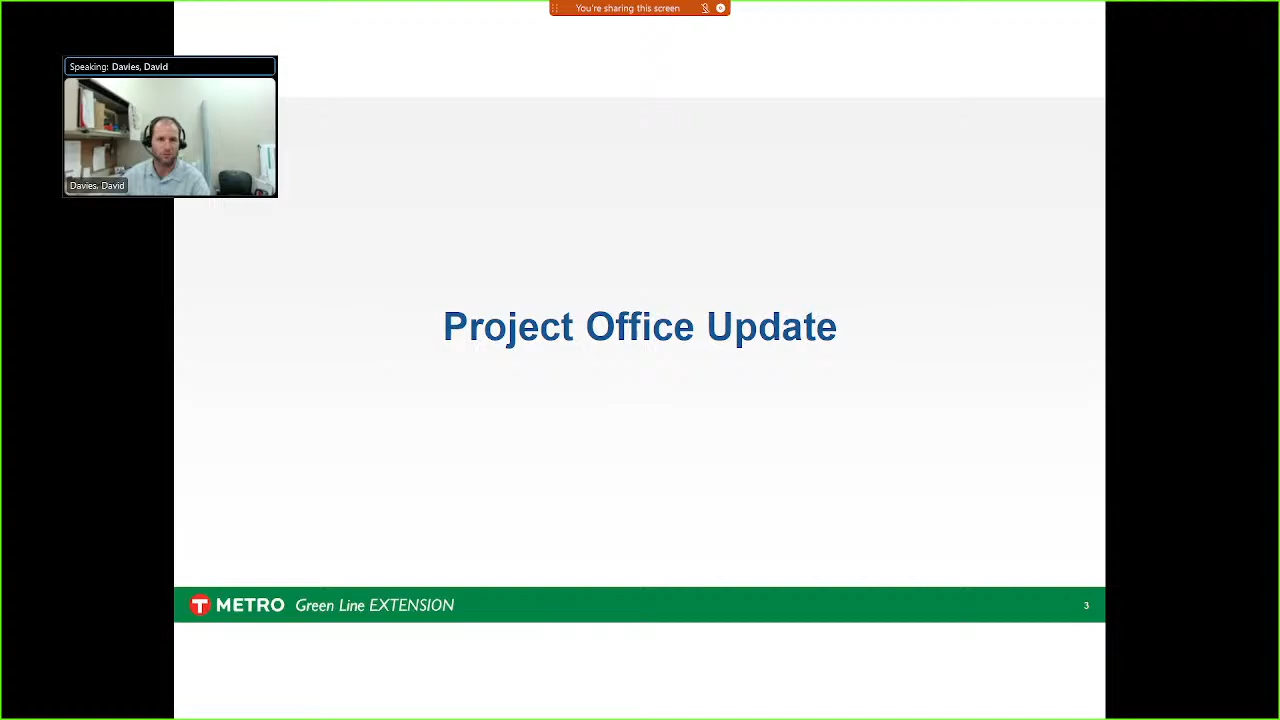 You're sharing this screen
Speaking: Davies, David
Davies, David
Project Office Update
T METRO Green Line EXTENSION
3